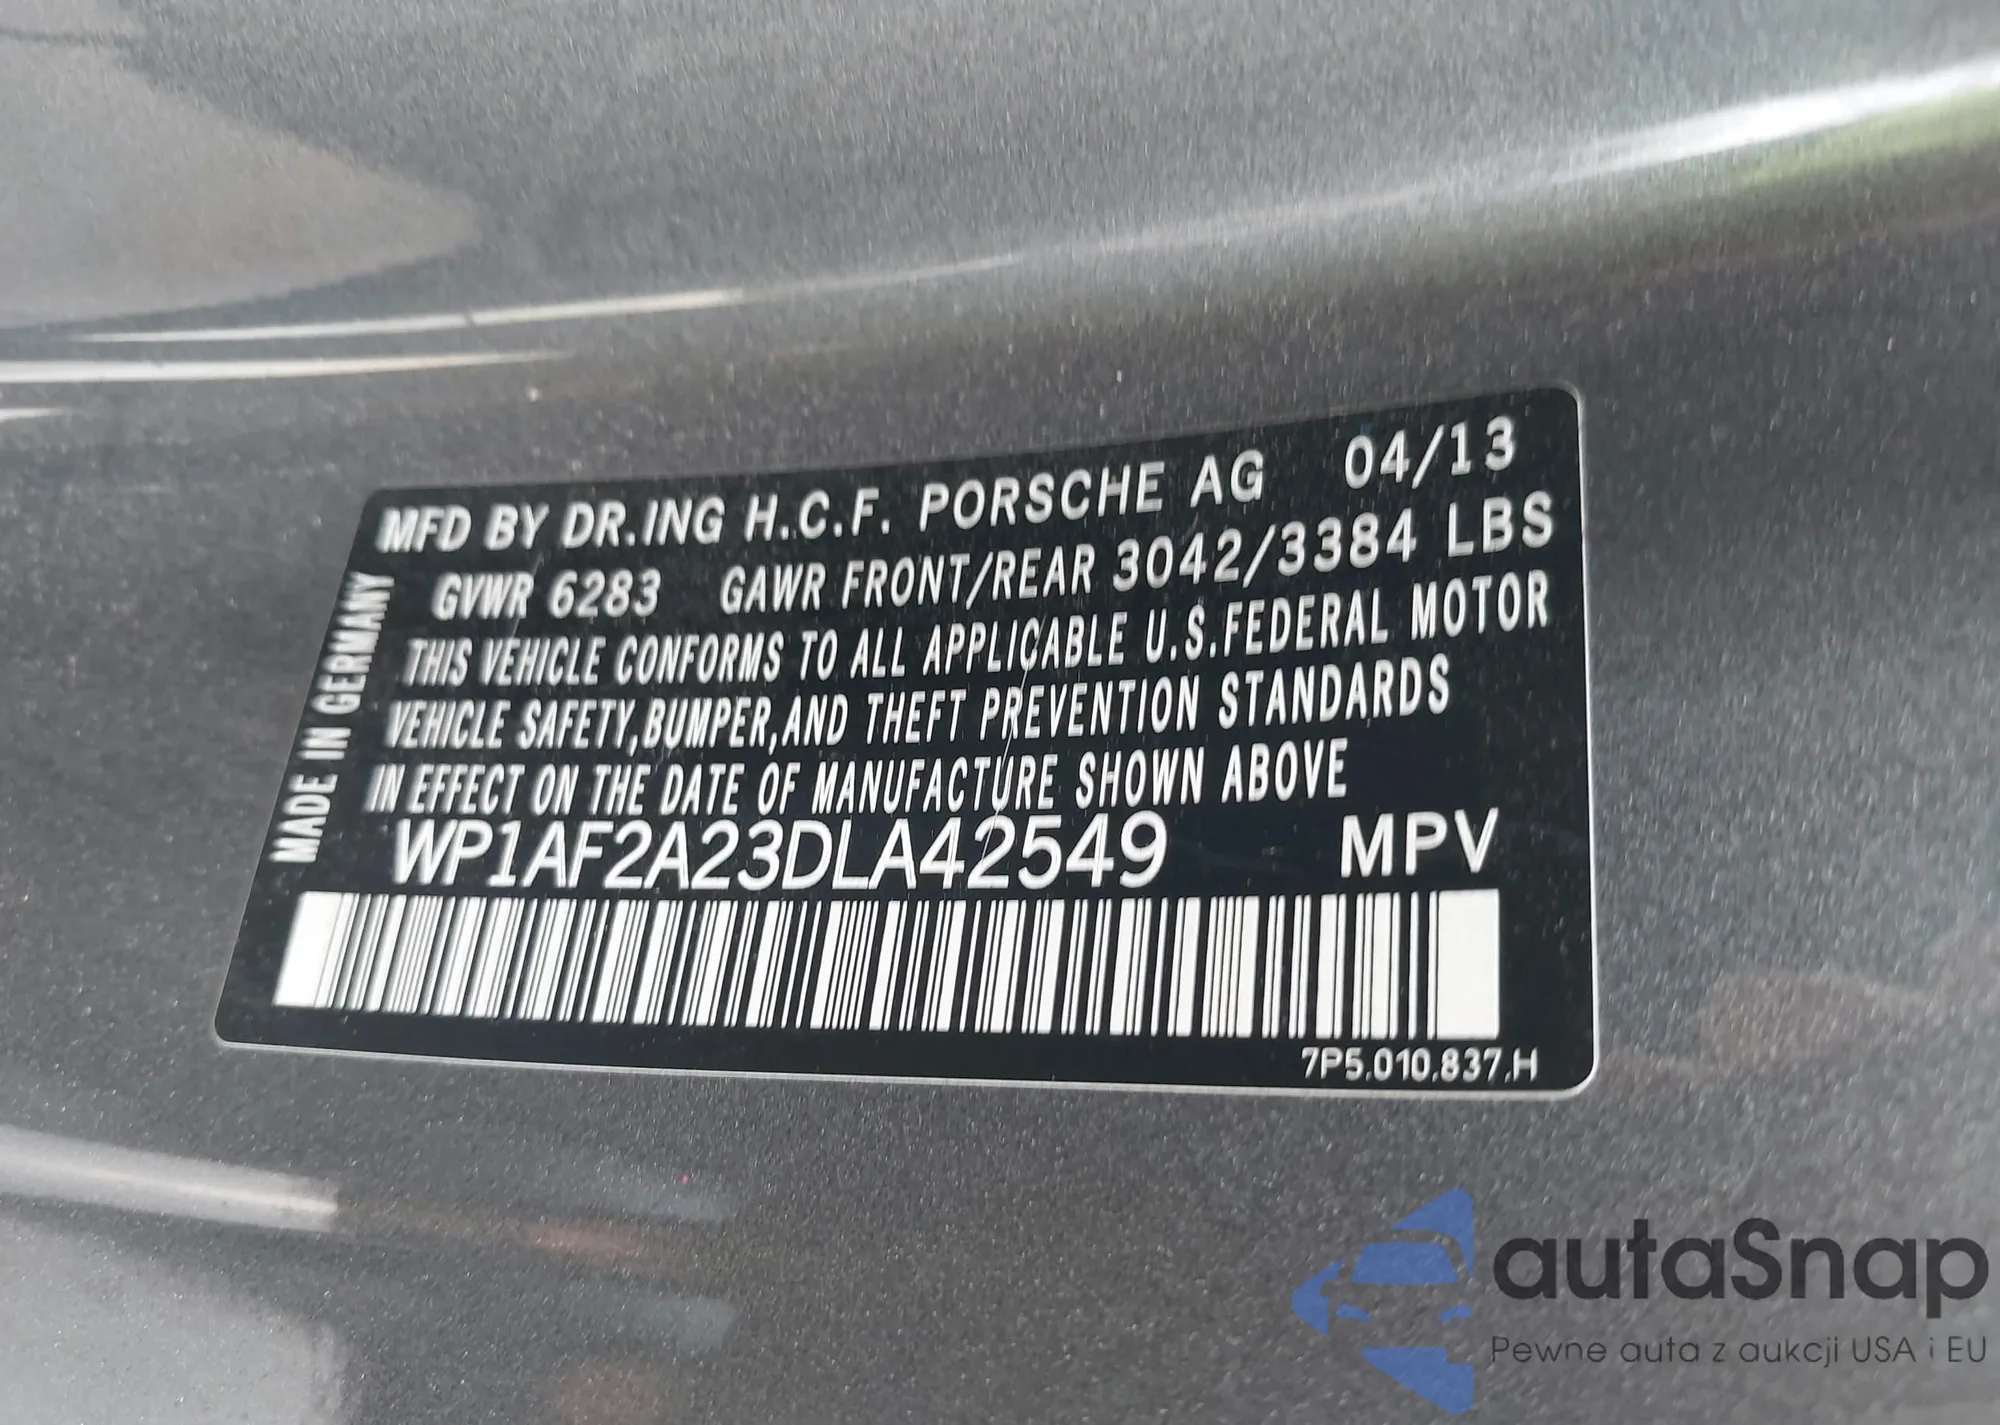 MFD BY DR.ING H.C.F. PORSCHE AG 04/13
GVWR 6283 GAWR FRONT/REAR 3042/3384 LBS
THIS VEHICLE CONFORMS TO ALL APPLICABLE U.S.FEDERAL MOTOR
VEHICLE SAFETY,BUMPER,AND THEFT PREVENTION STANDARDS
IN EFFECT ON THE DATE OF MANUFACTURE SHOWN ABOVE
WP1AF2A23DLA42549 MPV
MADE IN GERMANY
7P5.010.837.H
autaSnap
Pewne auta z aukcji USA i EU